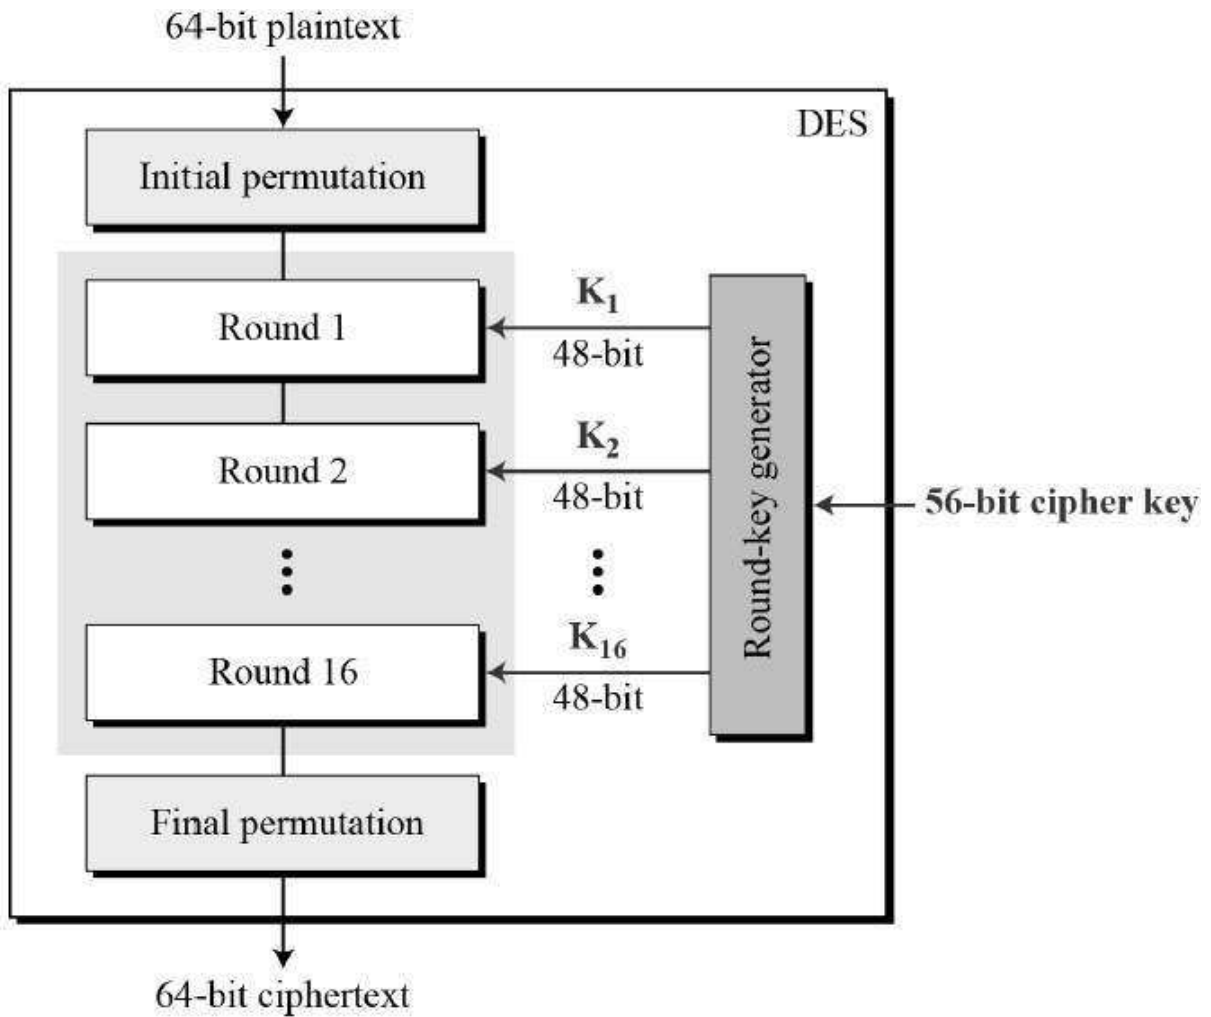 64-bit plaintext
DES
Initial permutation
Round 1
K₁
48-bit
Round 2
K₂
48-bit
Round-key generator
56-bit cipher key
Round 16
K₁₆
48-bit
Final permutation
64-bit ciphertext